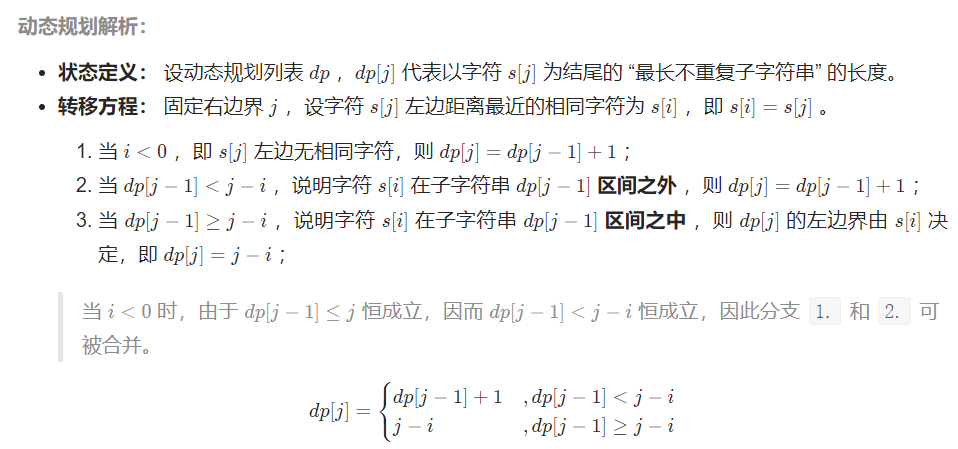 动态规划解析：
• 状态定义： 设动态规划列表 dp ，dp[j] 代表以字符 s[j] 为结尾的 “最长不重复子字符串” 的长度。
• 转移方程： 固定右边界 j ，设字符 s[j] 左边距离最近的相同字符为 s[i] ，即 s[i] = s[j] 。
1. 当 i < 0 ，即 s[j] 左边无相同字符，则 dp[j] = dp[j − 1] + 1 ；
2. 当 dp[j − 1] < j − i ，说明字符 s[i] 在子字符串 dp[j − 1] 区间之外 ，则 dp[j] = dp[j − 1] + 1 ；
3. 当 dp[j − 1] ≥ j − i ，说明字符 s[i] 在子字符串 dp[j − 1] 区间之中 ，则 dp[j] 的左边界由 s[i] 决
定，即 dp[j] = j − i ；
当 i < 0 时，由于 dp[j − 1] ≤ j 恒成立，因而 dp[j − 1] < j − i 恒成立，因此分支 1. 和 2. 可
被合并。
dp[j] = { dp[j − 1] + 1 , dp[j − 1] < j − i
j − i , dp[j − 1] ≥ j − i